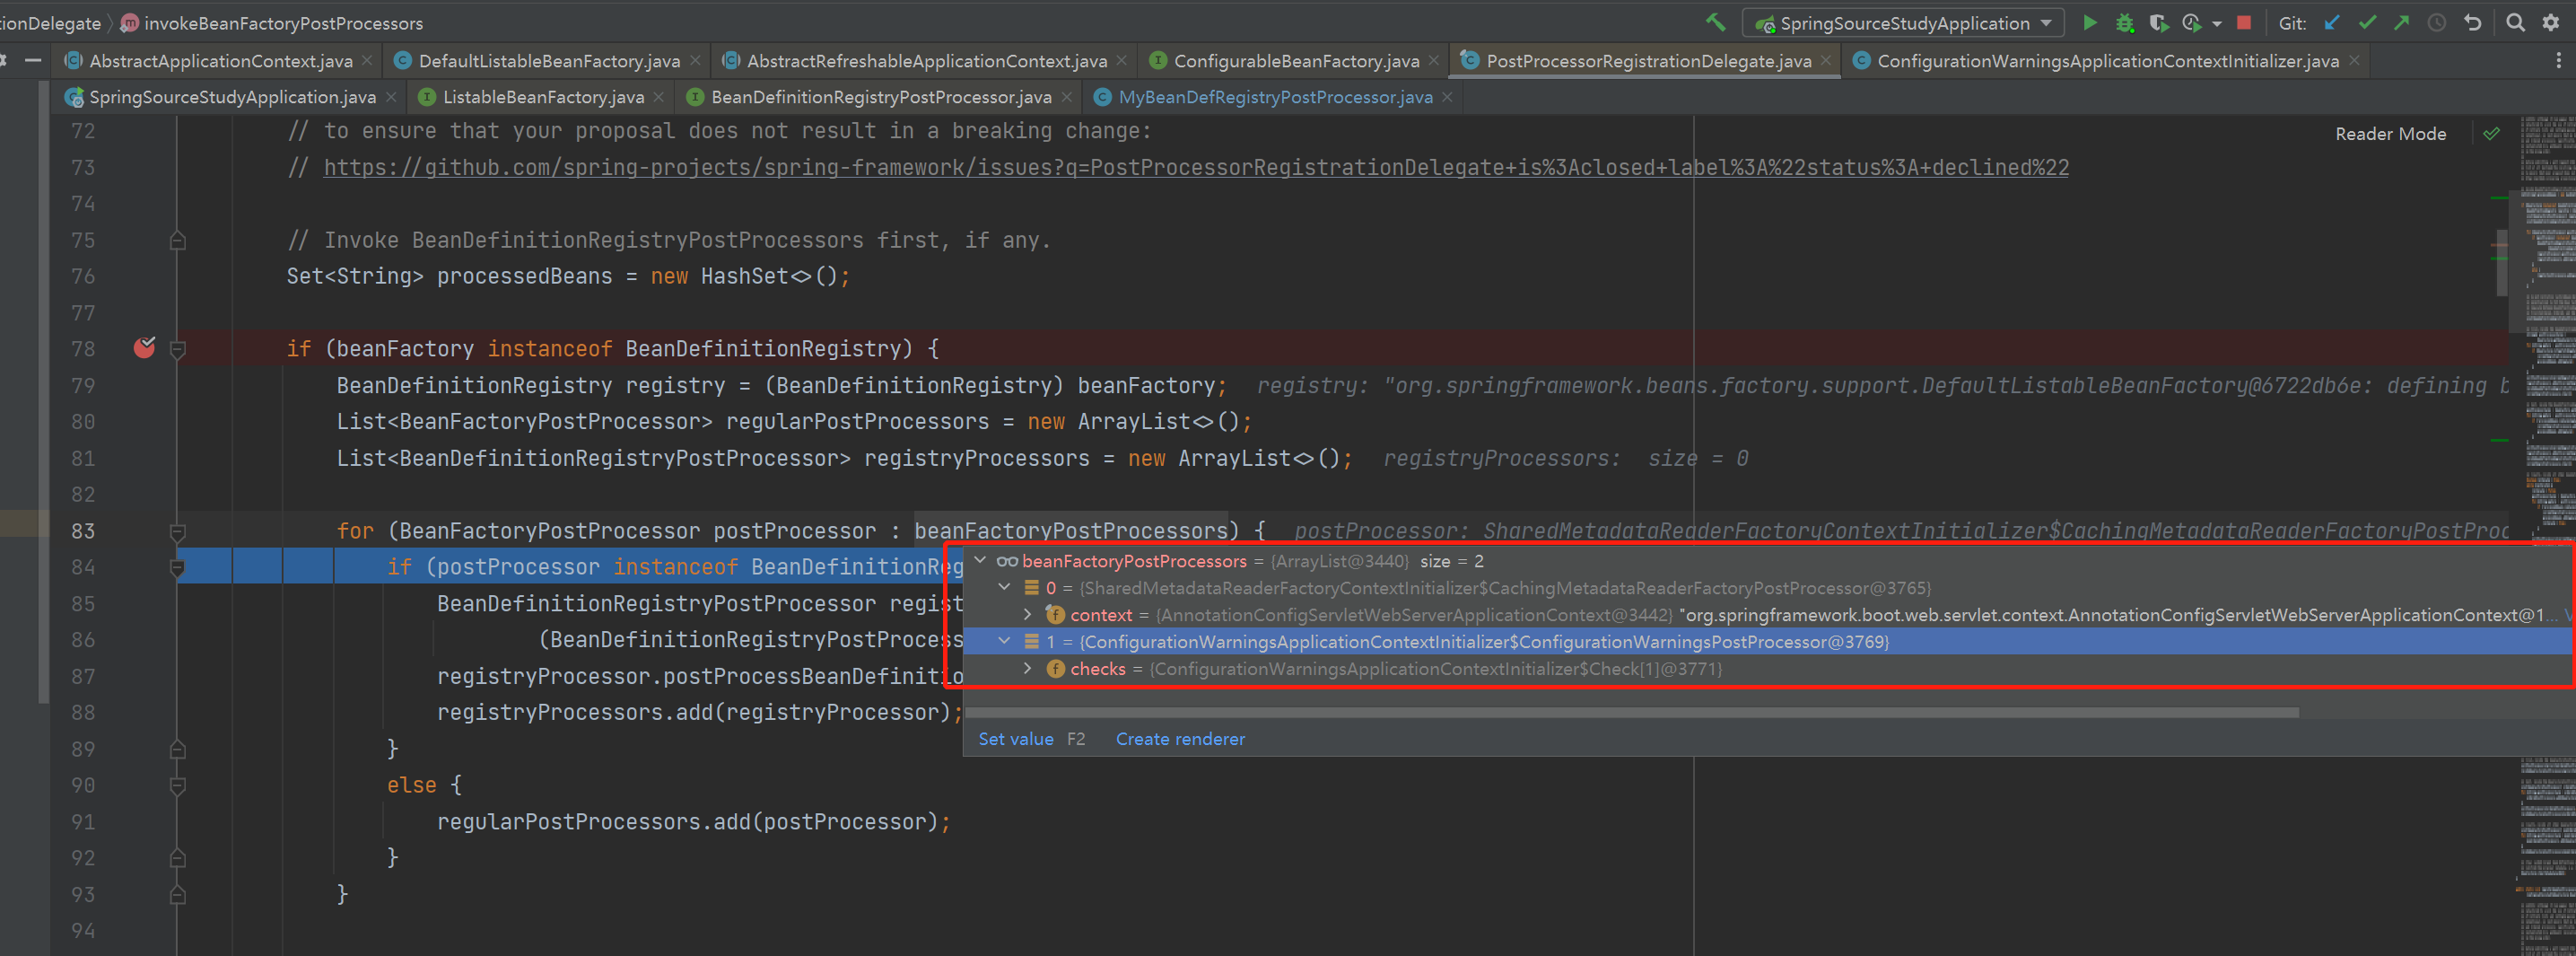 tionDelegate invokeBeanFactoryPostProcessors SpringSourceStudyApplication Git:
AbstractApplicationContext.java DefaultListableBeanFactory.java AbstractRefreshableApplicationContext.java ConfigurableBeanFactory.java PostProcessorRegistrationDelegate.java ConfigurationWarningsApplicationContextInitializer.java
SpringSourceStudyApplication.java ListableBeanFactory.java BeanDefinitionRegistryPostProcessor.java MyBeanDefRegistryPostProcessor.java
72 // to ensure that your proposal does not result in a breaking change:
Reader Mode
73 // https://github.com/spring-projects/spring-framework/issues?q=PostProcessorRegistrationDelegate+is%3Aclosed+label%3A%22status%3A+declined%22
74
75 // Invoke BeanDefinitionRegistryPostProcessors first, if any.
76 Set<String> processedBeans = new HashSet<>();
77
78 if (beanFactory instanceof BeanDefinitionRegistry) {
79 BeanDefinitionRegistry registry = (BeanDefinitionRegistry) beanFactory; registry: "org.springframework.beans.factory.support.DefaultListableBeanFactory@6722db6e: defining b
80 List<BeanFactoryPostProcessor> regularPostProcessors = new ArrayList<>();
81 List<BeanDefinitionRegistryPostProcessor> registryProcessors = new ArrayList<>(); registryProcessors: size = 0
82
83 for (BeanFactoryPostProcessor postProcessor : beanFactoryPostProcessors) { postProcessor: SharedMetadataReaderFactoryContextInitializer$CachingMetadataReaderFactoryPostProc
84 if (postProcessor instanceof BeanDefinitionReg
85 BeanDefinitionRegistryPostProcessor regist
86 (BeanDefinitionRegistryPostProcess
87 registryProcessor.postProcessBeanDefinitio
88 registryProcessors.add(registryProcessor);
89 }
90 else {
91 regularPostProcessors.add(postProcessor);
92 }
93 }
94
beanFactoryPostProcessors = {ArrayList@3440} size = 2
0 = {SharedMetadataReaderFactoryContextInitializer$CachingMetadataReaderFactoryPostProcessor@3765}
context = {AnnotationConfigServletWebServerApplicationContext@3442} "org.springframework.boot.web.servlet.context.AnnotationConfigServletWebServerApplicationContext@1...
1 = {ConfigurationWarningsApplicationContextInitializer$ConfigurationWarningsPostProcessor@3769}
checks = {ConfigurationWarningsApplicationContextInitializer$Check[1]@3771}
Set value F2 Create renderer